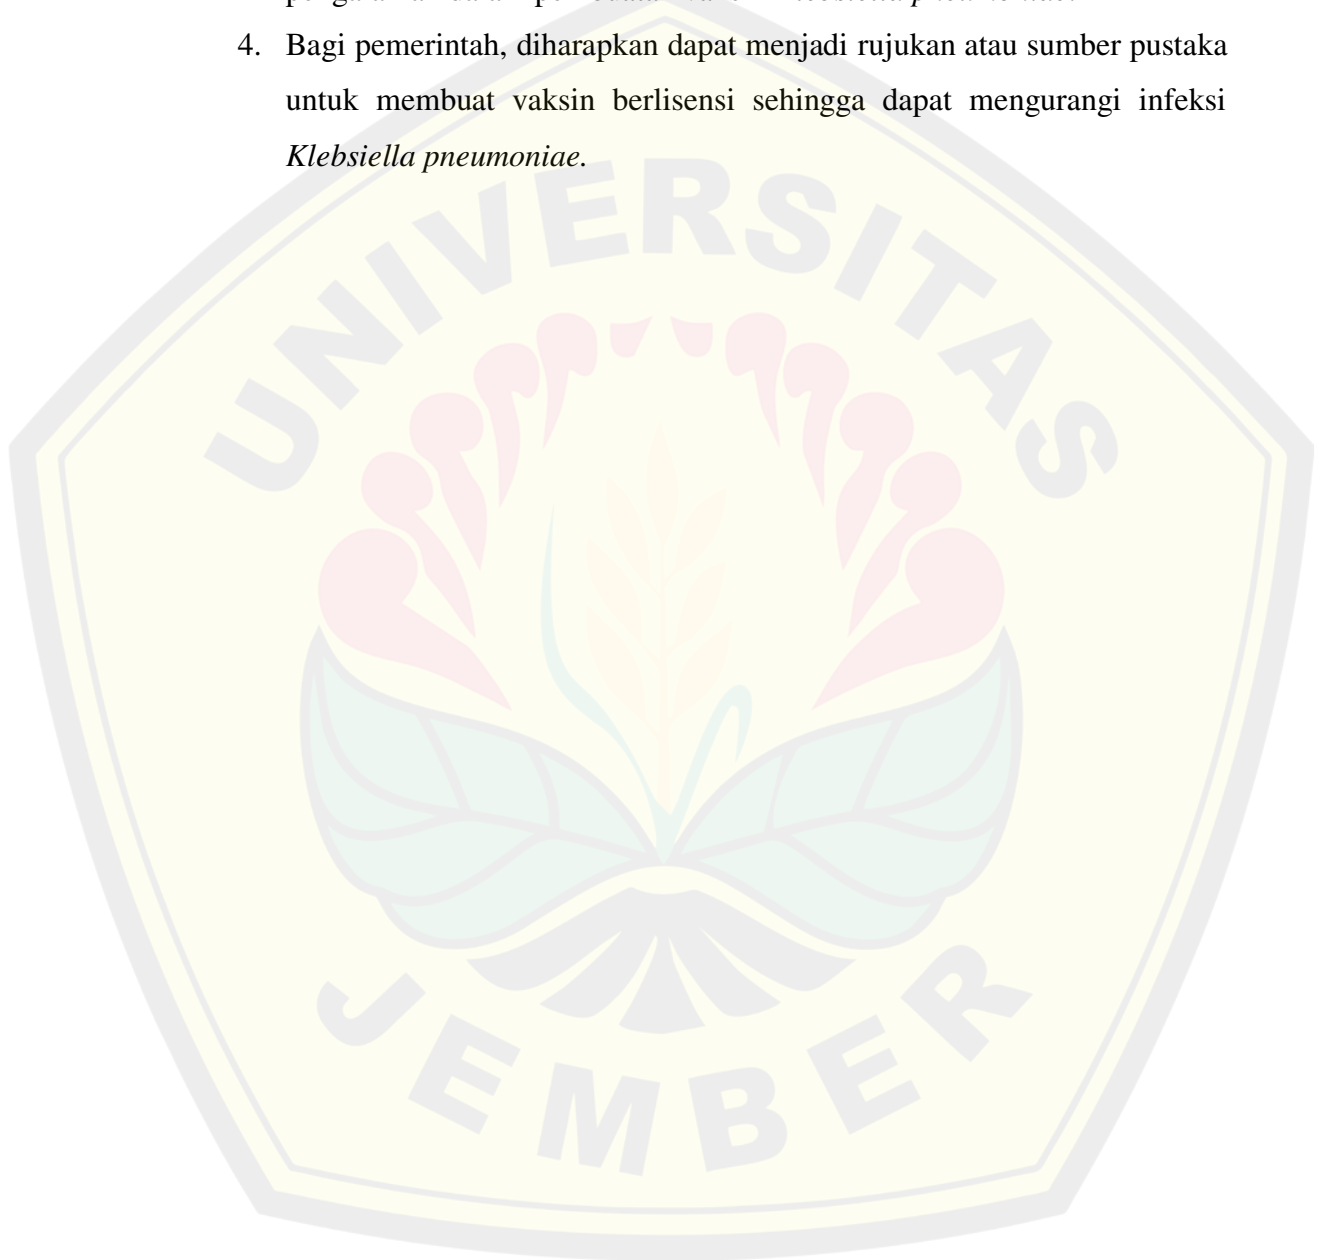 4. Bagi pemerintah, diharapkan dapat menjadi rujukan atau sumber pustaka
untuk membuat vaksin berlisensi sehingga dapat mengurangi infeksi
Klebsiella pneumoniae.
UNIVERSITAS
JEMBER